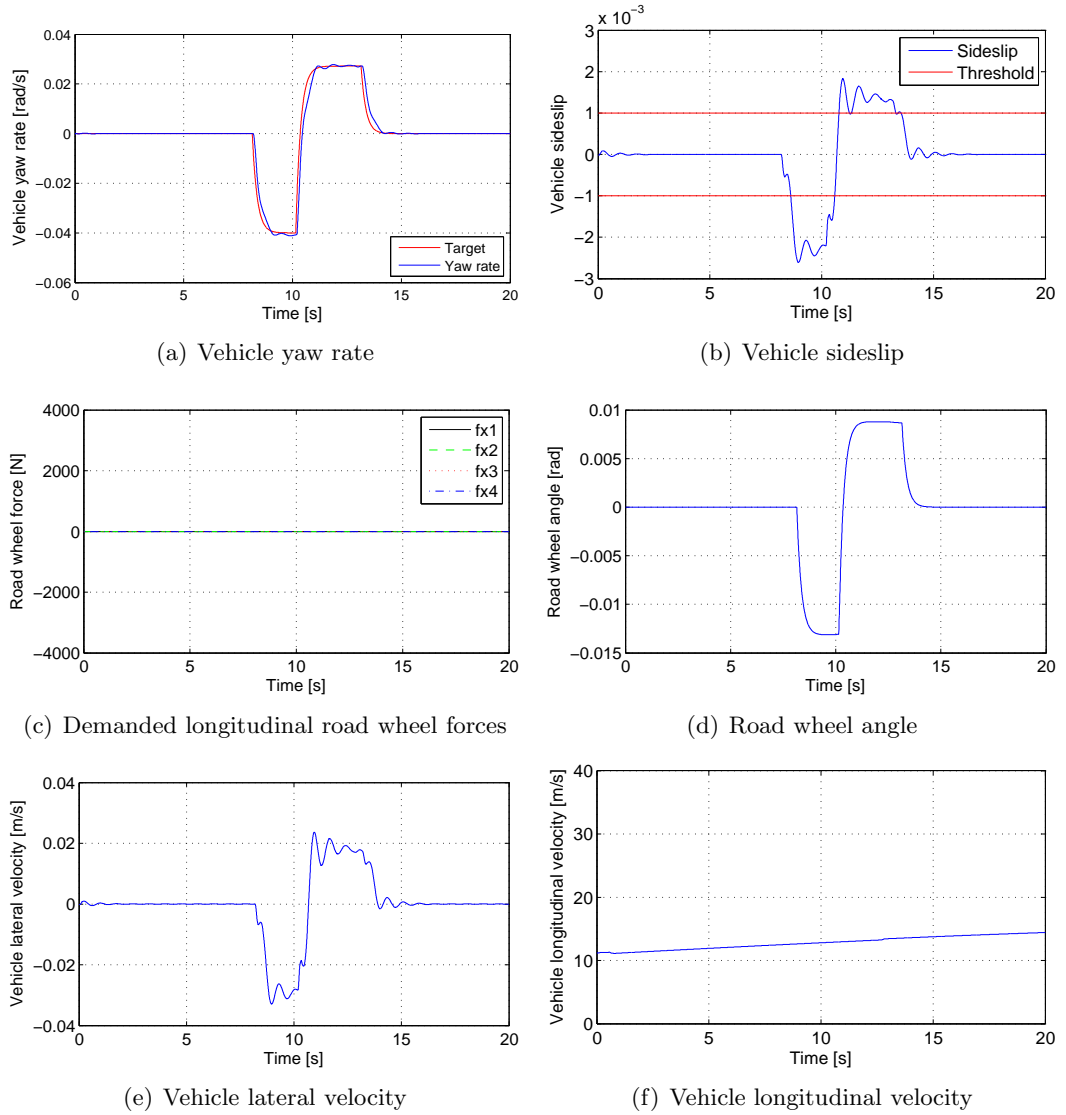 0.04
0.02
0
−0.02
−0.04
−0.06
Vehicle yaw rate [rad/s]
Target
Yaw rate
0 5 10 15 20
Time [s]
(a) Vehicle yaw rate
x 10⁻³
3
2
1
0
−1
−2
−3
Vehicle sideslip
Sideslip
Threshold
0 5 10 15 20
Time [s]
(b) Vehicle sideslip
4000
2000
0
−2000
−4000
Road wheel force [N]
fx1
fx2
fx3
fx4
0 5 10 15 20
Time [s]
(c) Demanded longitudinal road wheel forces
0.01
0.005
0
−0.005
−0.01
−0.015
Road wheel angle [rad]
0 5 10 15 20
Time [s]
(d) Road wheel angle
0.04
0.02
0
−0.02
−0.04
Vehicle lateral velocity [m/s]
0 5 10 15 20
Time [s]
(e) Vehicle lateral velocity
40
30
20
10
0
Vehicle longitudinal velocity [m/s]
0 5 10 15 20
Time [s]
(f) Vehicle longitudinal velocity